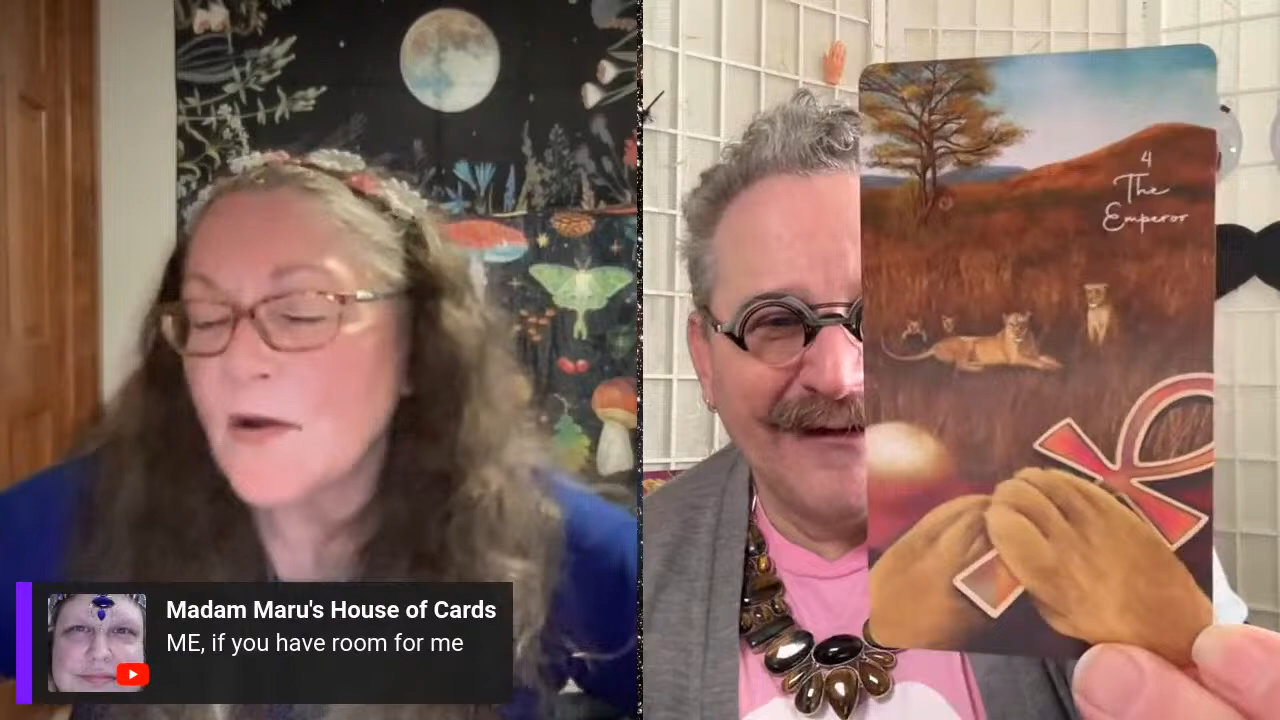 4
The
Emperor
Madam Maru's House of Cards
ME, if you have room for me